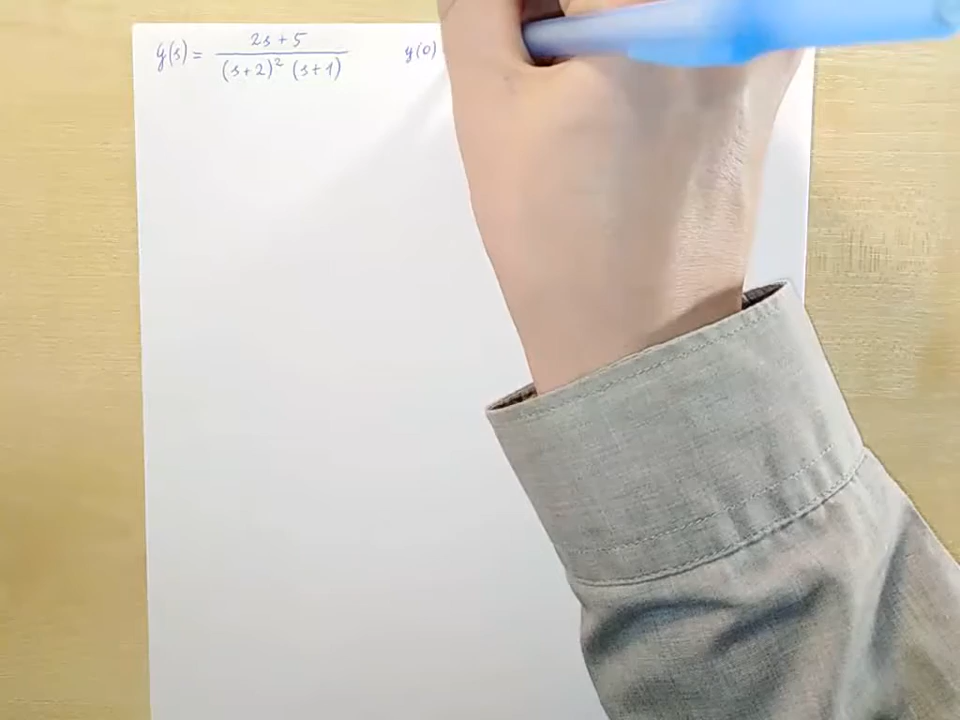 y(s) = 2s + 5 / (s+2)² (s+1) y(0)